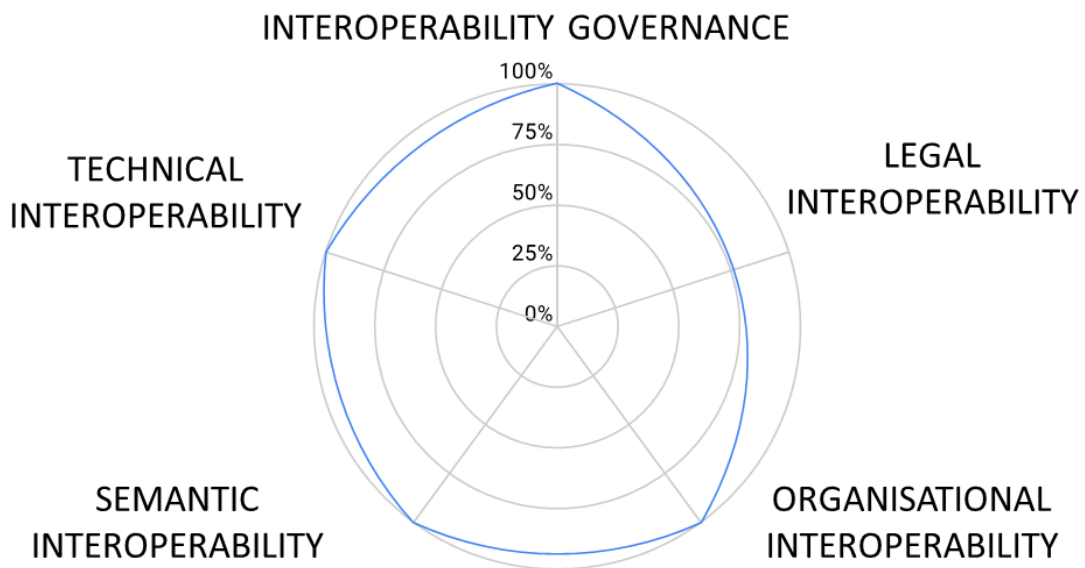 INTEROPERABILITY GOVERNANCE
100%
75%
50%
25%
0%
LEGAL
INTEROPERABILITY
ORGANISATIONAL
INTEROPERABILITY
SEMANTIC
INTEROPERABILITY
TECHNICAL
INTEROPERABILITY